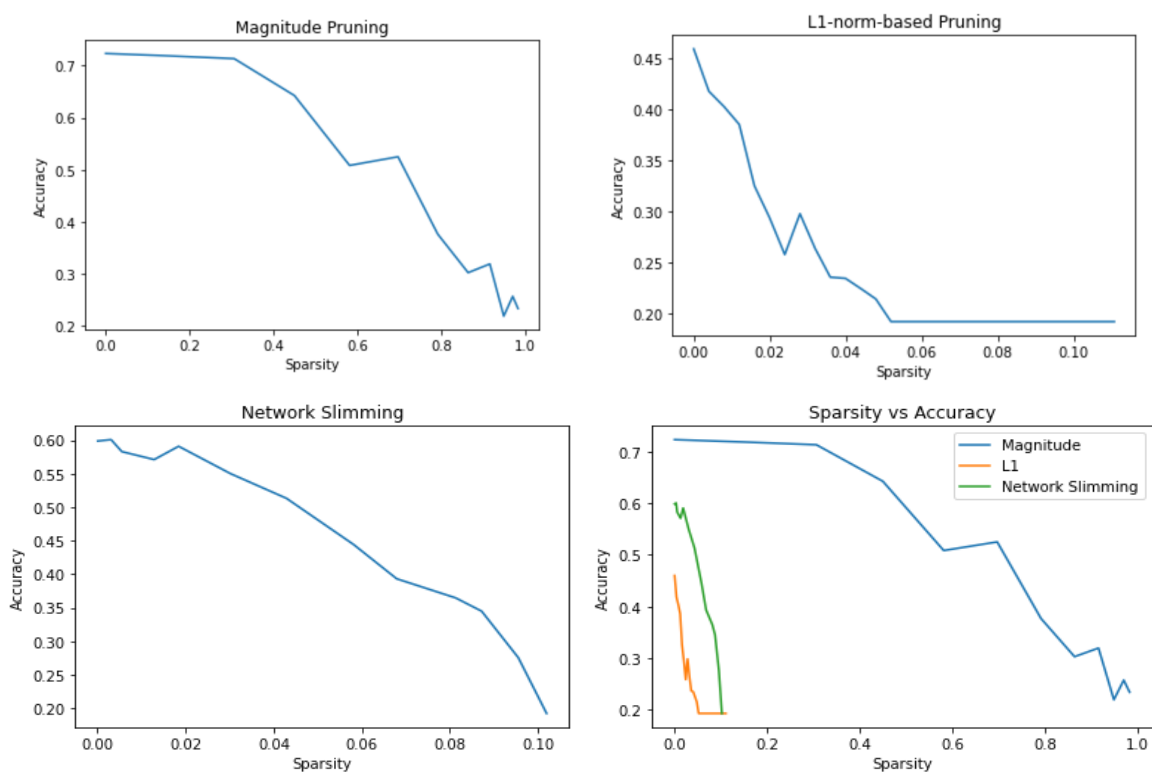 Magnitude Pruning
0.7
0.6
0.5
0.4
0.3
0.2
Accuracy
0.0 0.2 0.4 0.6 0.8 1.0
Sparsity
L1-norm-based Pruning
0.45
0.40
0.35
0.30
0.25
0.20
Accuracy
0.00 0.02 0.04 0.06 0.08 0.10
Sparsity
Network Slimming
0.60
0.55
0.50
0.45
0.40
0.35
0.30
0.25
0.20
Accuracy
0.00 0.02 0.04 0.06 0.08 0.10
Sparsity
Sparsity vs Accuracy
Magnitude
L1
Network Slimming
0.7
0.6
0.5
0.4
0.3
0.2
Accuracy
0.0 0.2 0.4 0.6 0.8 1.0
Sparsity